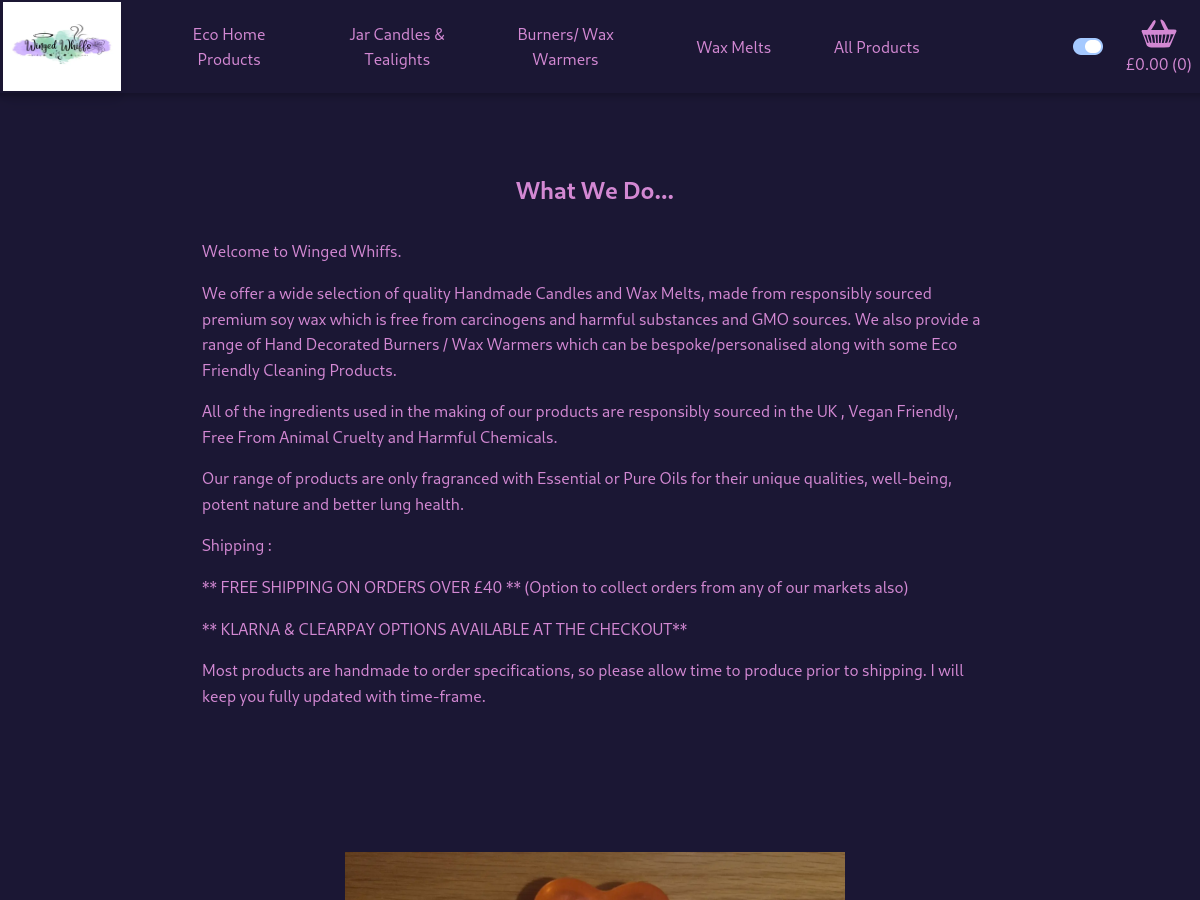 Winged Whiffs
Eco Home
Products
Jar Candles &
Tealights
Burners/ Wax
Warmers
Wax Melts
All Products
£0.00 (0)
What We Do...
Welcome to Winged Whiffs.
We offer a wide selection of quality Handmade Candles and Wax Melts, made from responsibly sourced
premium soy wax which is free from carcinogens and harmful substances and GMO sources. We also provide a
range of Hand Decorated Burners / Wax Warmers which can be bespoke/personalised along with some Eco
Friendly Cleaning Products.
All of the ingredients used in the making of our products are responsibly sourced in the UK , Vegan Friendly,
Free From Animal Cruelty and Harmful Chemicals.
Our range of products are only fragranced with Essential or Pure Oils for their unique qualities, well-being,
potent nature and better lung health.
Shipping :
** FREE SHIPPING ON ORDERS OVER £40 ** (Option to collect orders from any of our markets also)
** KLARNA & CLEARPAY OPTIONS AVAILABLE AT THE CHECKOUT**
Most products are handmade to order specifications, so please allow time to produce prior to shipping. I will
keep you fully updated with time-frame.